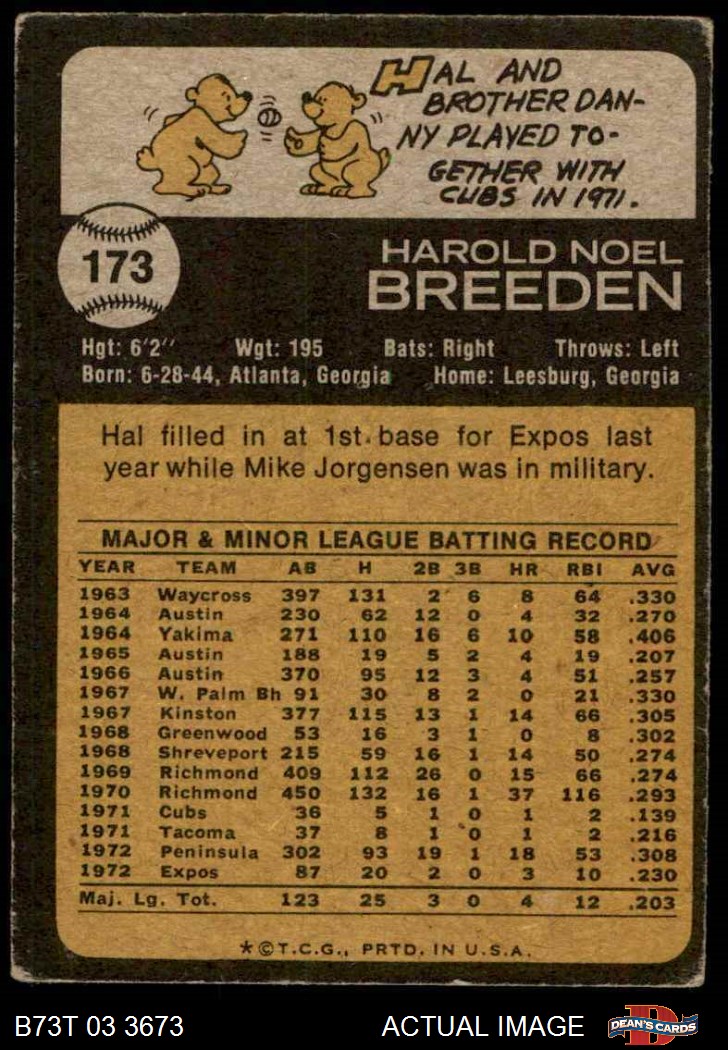 HAL AND
BROTHER DAN-
NY PLAYED TO-
GETHER WITH
CUBS IN 1971.
173
HAROLD NOEL
BREEDEN
Hgt: 6'2" Wgt: 195 Bats: Right Throws: Left
Born: 6-28-44, Atlanta, Georgia Home: Leesburg, Georgia
Hal filled in at 1st base for Expos last
year while Mike Jorgensen was in military.
MAJOR & MINOR LEAGUE BATTING RECORD
YEAR TEAM AB H 2B 3B HR RBI AVG
1963 Waycross 397 131 2 6 8 64 .330
1964 Austin 230 62 12 0 4 32 .270
1964 Yakima 271 110 16 6 10 58 .406
1965 Austin 188 19 5 2 4 19 .207
1966 Austin 370 95 12 3 4 51 .257
1967 W. Palm Bh 91 30 8 2 0 21 .330
1967 Kinston 377 115 13 1 14 66 .305
1968 Greenwood 53 16 3 1 0 8 .302
1968 Shreveport 215 59 16 1 14 50 .274
1969 Richmond 409 112 26 0 15 66 .274
1970 Richmond 450 132 16 1 37 116 .293
1971 Cubs 36 5 1 0 1 2 .139
1971 Tacoma 37 8 1 0 1 2 .216
1972 Peninsula 302 93 19 1 18 53 .308
1972 Expos 87 20 2 0 3 10 .230
Maj. Lg. Tot. 123 25 3 0 4 12 .203
*©T.C.G., PRTD. IN U.S.A.
B73T 03 3673 ACTUAL IMAGE DEAN'S CARDS